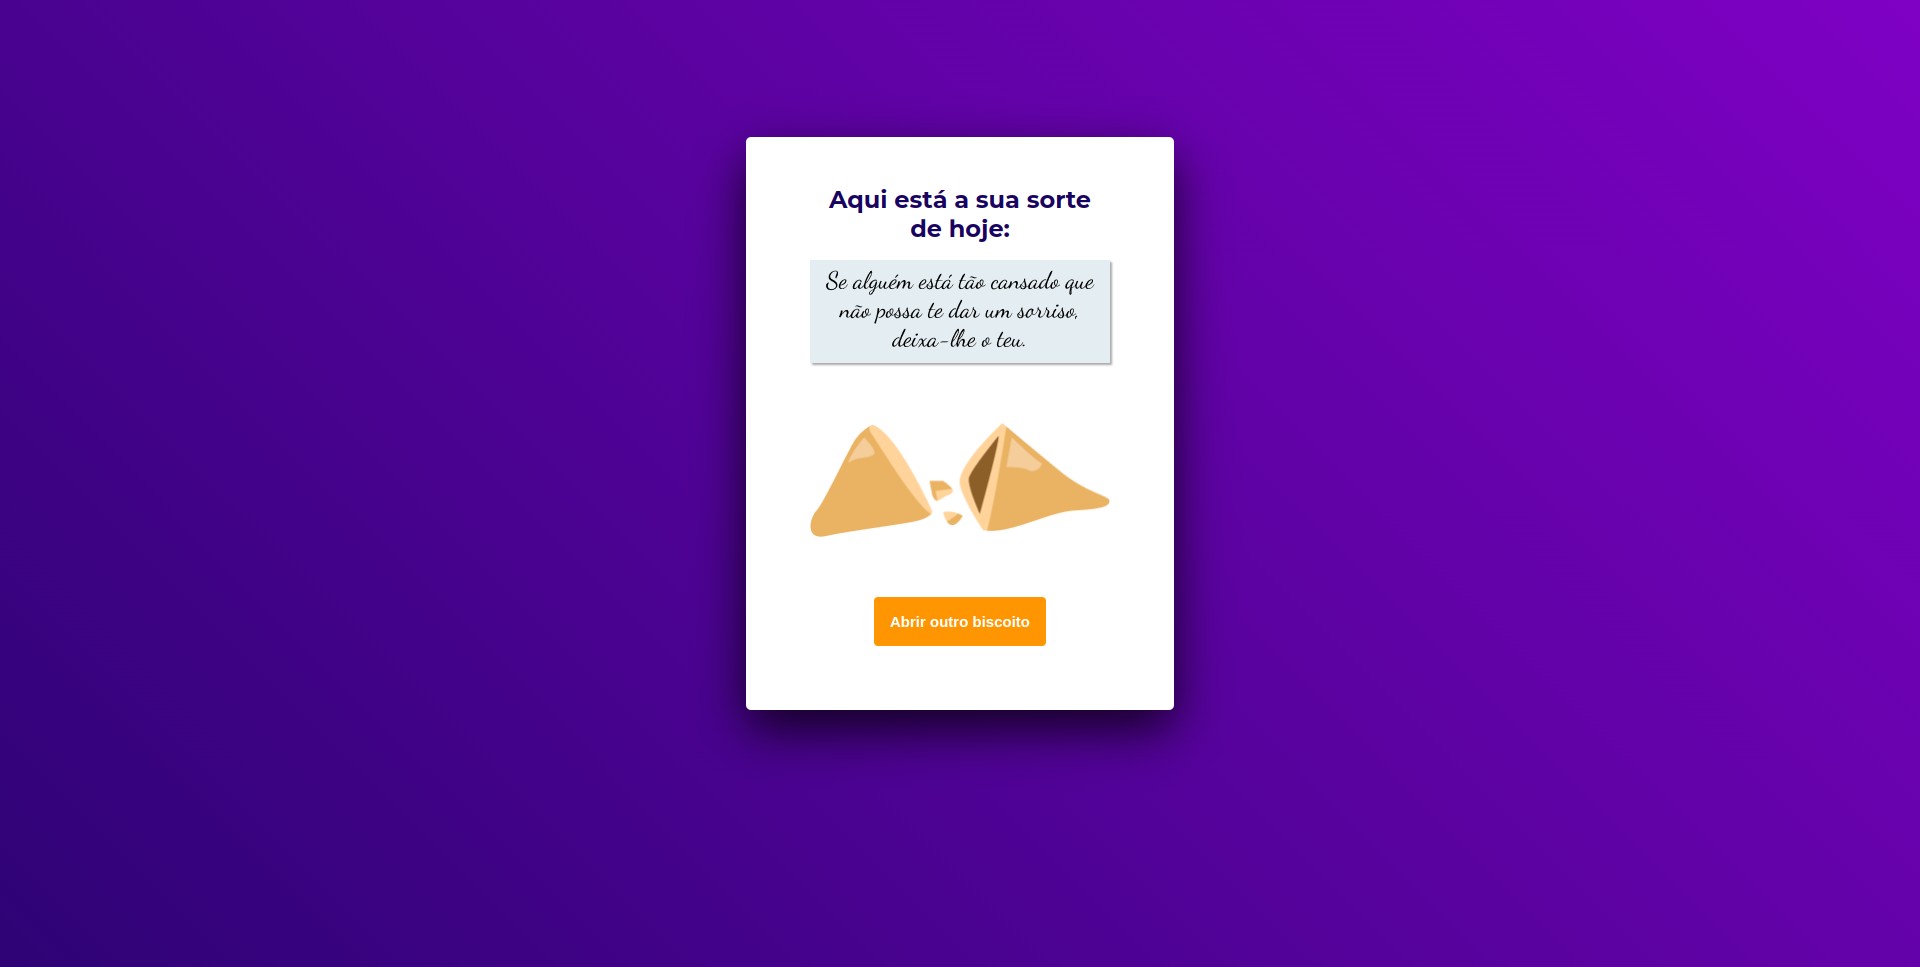 Aqui está a sua sorte
de hoje:
Se alguém está tão cansado que
não possa te dar um sorriso,
deixa-lhe o teu.
Abrir outro biscoito